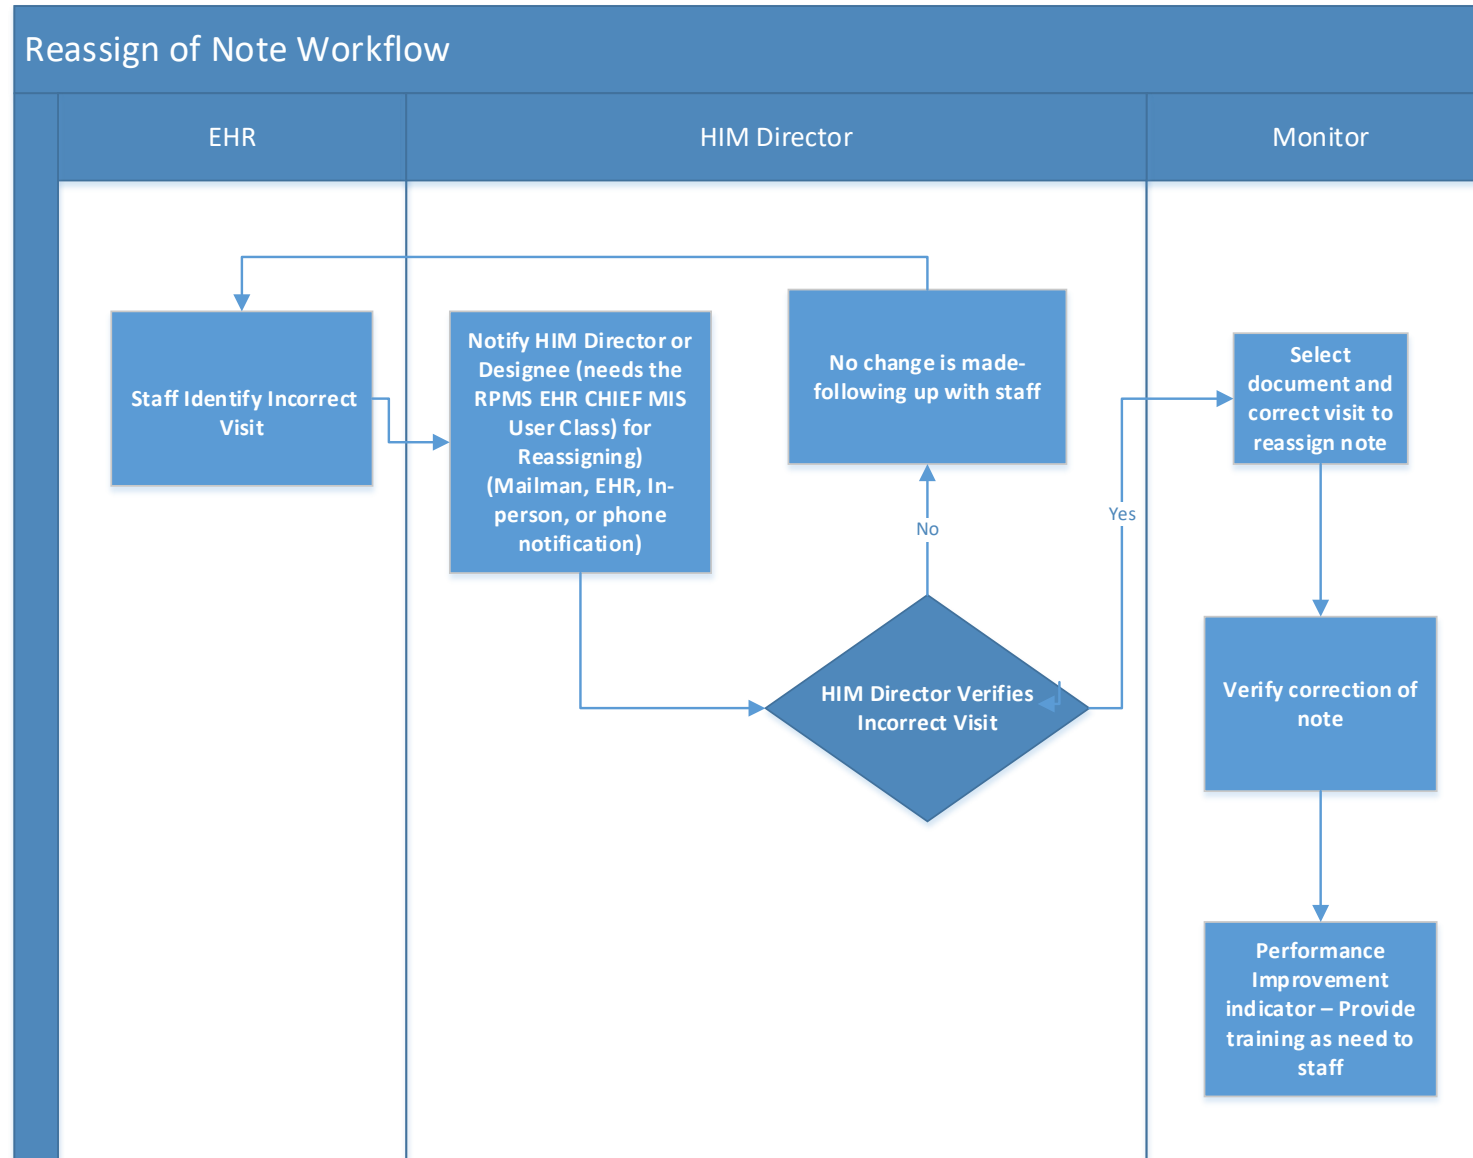 Reassign of Note Workflow
EHR
HIM Director
Monitor
Staff Identify Incorrect
Visit
Notify HIM Director or
Designee (needs the
RPMS EHR CHIEF MIS
User Class) for
Reassigning)
(Mailman, EHR, In-
person, or phone
notification)
No change is made-
following up with staff
No
HIM Director Verifies
Incorrect Visit
Yes
Select
document and
correct visit to
reassign note
Verify correction of
note
Performance
Improvement
indicator – Provide
training as need to
staff